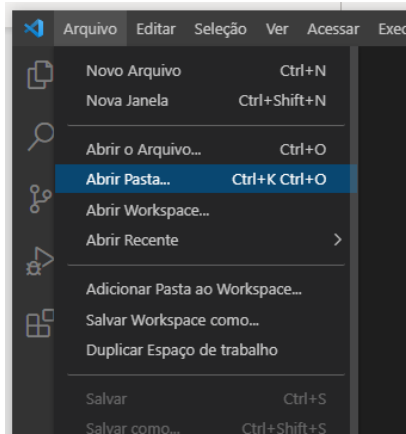 Arquivo Editar Seleção Ver Acessar Exec
Novo Arquivo Ctrl+N
Nova Janela Ctrl+Shift+N
Abrir o Arquivo... Ctrl+O
Abrir Pasta... Ctrl+K Ctrl+O
Abrir Workspace...
Abrir Recente >
Adicionar Pasta ao Workspace...
Salvar Workspace como...
Duplicar Espaço de trabalho
Salvar Ctrl+S
Salvar como... Ctrl+Shift+S